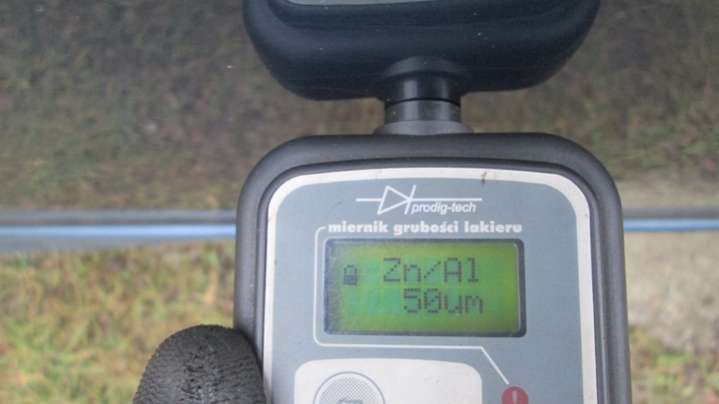 prodig-tech
miernik grubości lakieru
Zn/Al
50um
!